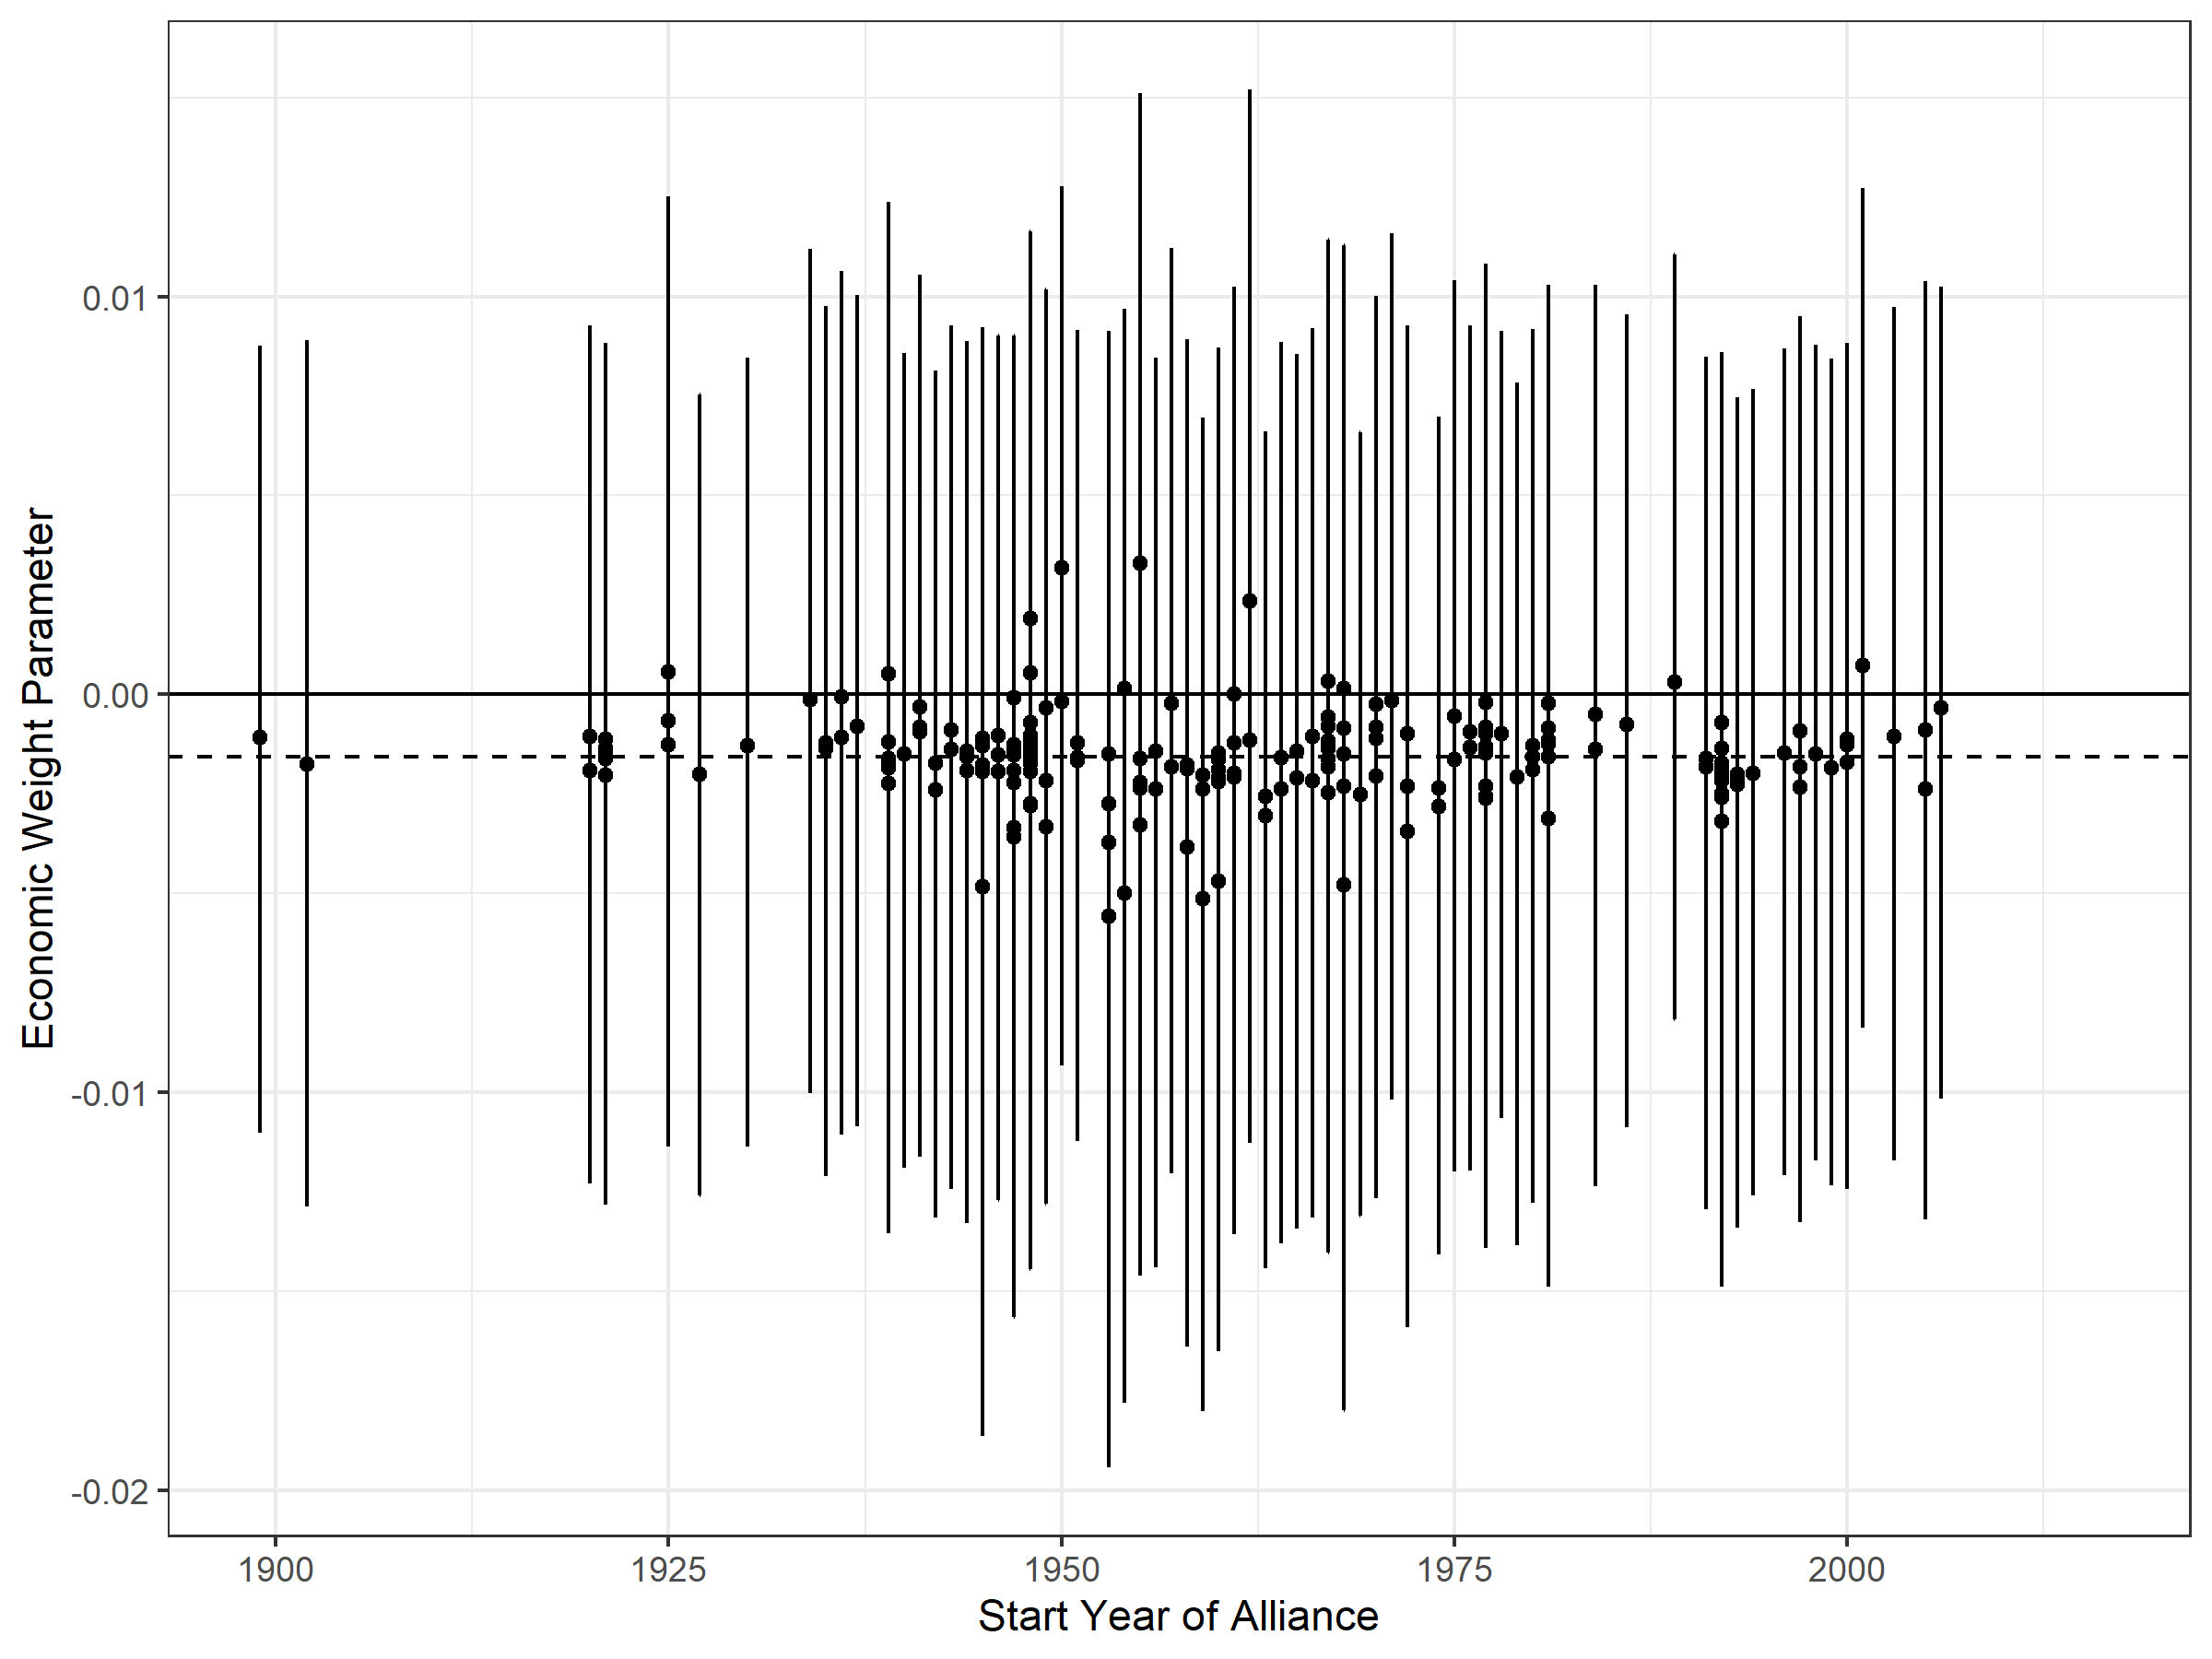 Economic Weight Parameter
0.01
0.00
-0.01
-0.02
1900 1925 1950 1975 2000
Start Year of Alliance